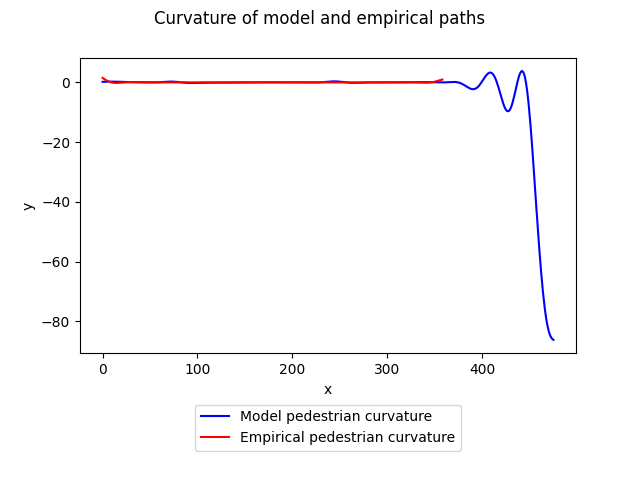 Curvature of model and empirical paths
y
0
−20
−40
−60
−80
0 100 200 300 400
x
Model pedestrian curvature
Empirical pedestrian curvature